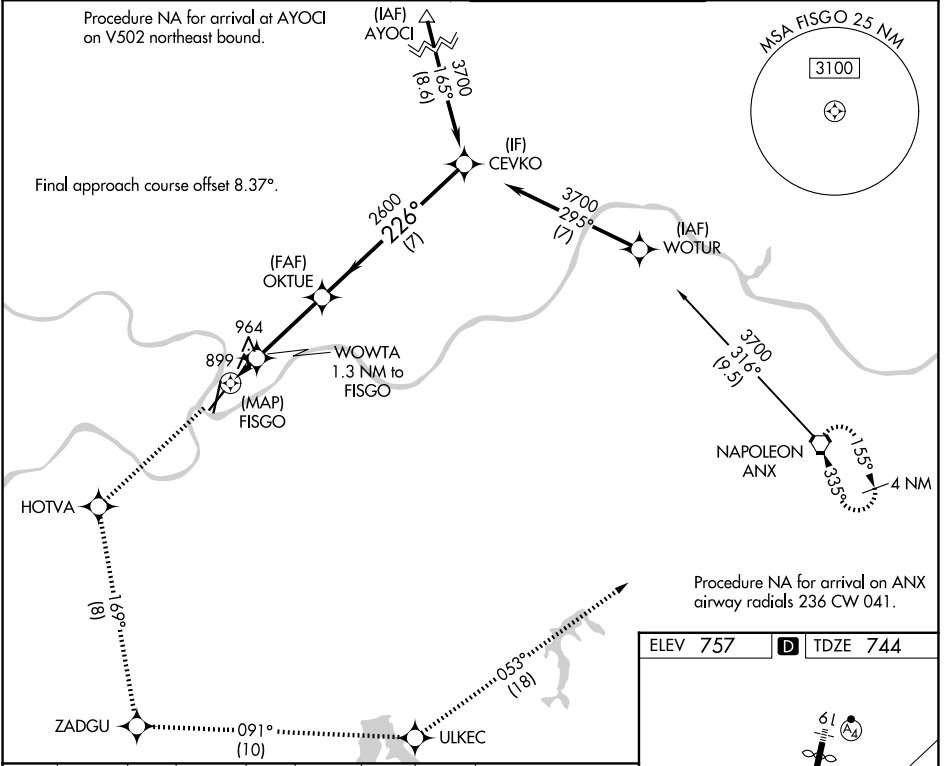 Procedure NA for arrival at AYOCI
on V502 northeast bound.
(IAF)
AYOCI
3700
165°
(8.6)
MSA FISGO 25 NM
3100
(IF)
CEVKO
Final approach course offset 8.37°.
2600
226°
(7)
3700
295°
(7)
(IAF)
WOTUR
(FAF)
OKTUE
964
899
WOWTA
1.3 NM to
FISGO
(MAP)
FISGO
3700
316°
(9.5)
NAPOLEON
ANX
155°
335°
4 NM
HOTVA
169°
(8)
Procedure NA for arrival on ANX
airway radials 236 CW 041.
053°
(18)
ZADGU
091°
(10)
ULKEC
ELEV 757 D TDZE 744
19
A4